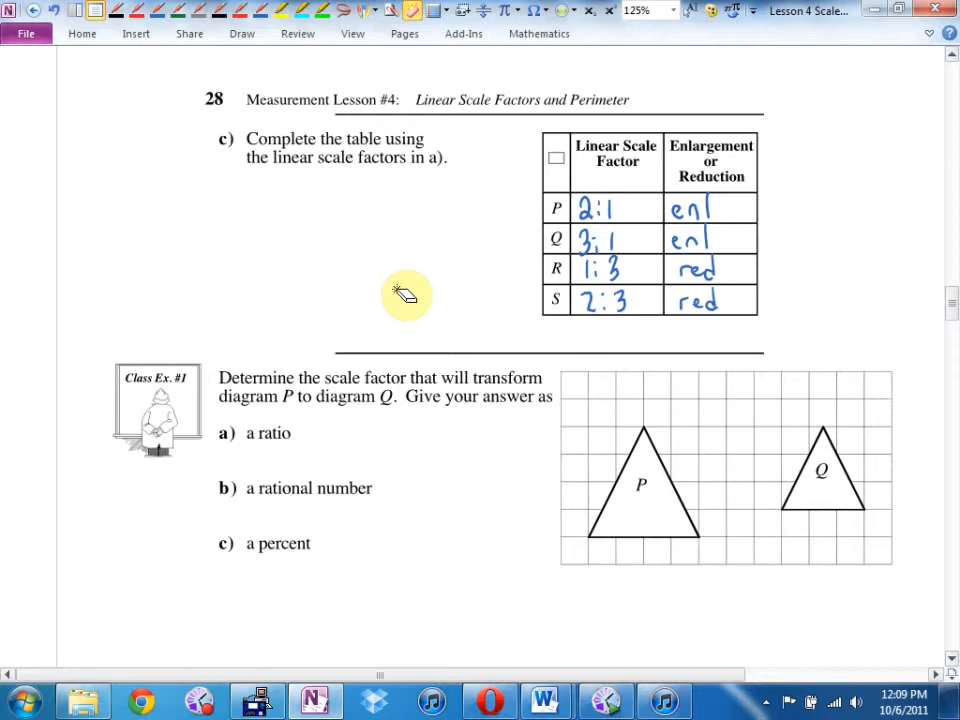 125%
Lesson 4 Scale...
File Home Insert Share Draw Review View Pages Add-Ins Mathematics
28 Measurement Lesson #4: Linear Scale Factors and Perimeter
c) Complete the table using
the linear scale factors in a).
Linear Scale Factor
Enlargement or Reduction
P 2:1 enl
Q 3:1 enl
R 1:3 red
S 2:3 red
Class Ex. #1
Determine the scale factor that will transform
diagram P to diagram Q. Give your answer as
a) a ratio
b) a rational number
c) a percent
P
Q
12:09 PM
10/6/2011